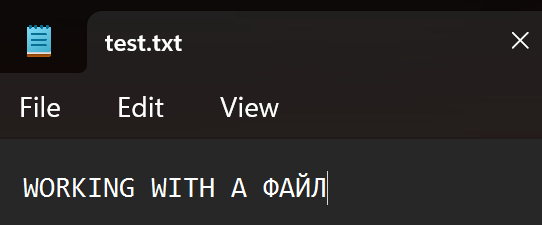 test.txt
File Edit View
WORKING WITH A ФАЙЛ